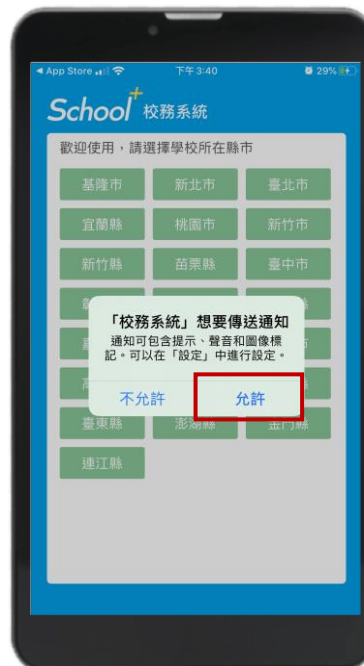 ◀ App Store 下午3:40 29%
School+ 校務系統
歡迎使用，請選擇學校所在縣市
基隆市 新北市 臺北市
宜蘭縣 桃園市 新竹市
新竹縣 苗栗縣 臺中市
「校務系統」想要傳送通知
通知可包含提示、聲音和圖像標
記。可以在「設定」中進行設定。
不允許 允許
臺東縣 澎湖縣 金門縣
連江縣